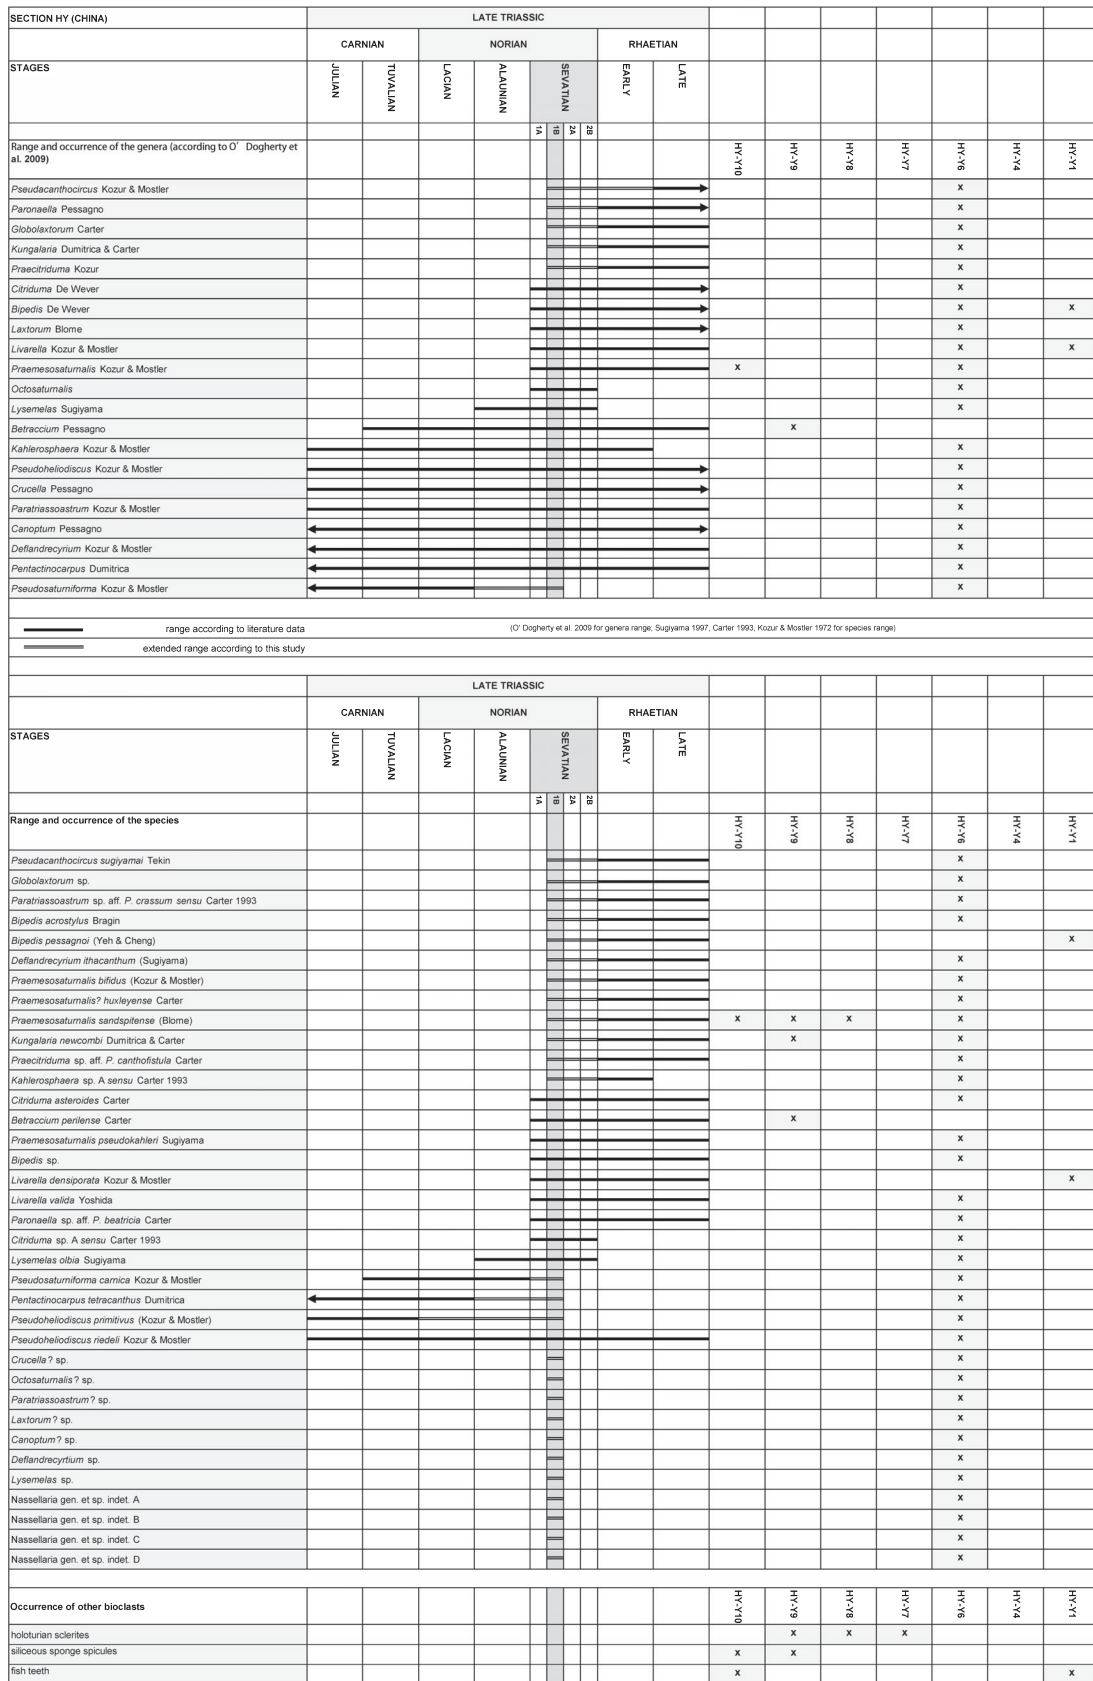 SECTION HY (CHINA) LATE TRIASSIC
CARNIAN NORIAN RHAETIAN
STAGES JULIAN TUVALIAN LACIAN ALAUNIAN SEVATIAN EARLY LATE
1A 1B 2A 2B
Range and occurrence of the genera (according to O' Dogherty et HY-Y10 HY-Y9 HY-Y8 HY-Y7 HY-Y6 HY-Y4 HY-Y1
al. 2009)
Pseudacanthocircus Kozur & Mostler x
Paronaella Pessagno x
Globolaxtorum Carter x
Kungalaria Dumitrica & Carter x
Praecitriduma Kozur x
Citriduma De Wever x
Bipedis De Wever x x
Laxtorum Blome x
Livarella Kozur & Mostler x x
Praemesosaturnalis Kozur & Mostler x x
Octosaturnalis x
Lysemelas Sugiyama x
Betraccium Pessagno x
Kahlerosphaera Kozur & Mostler x
Pseudoheliodiscus Kozur & Mostler x
Crucella Pessagno x
Paratriassoastrum Kozur & Mostler x
Canoptum Pessagno x
Deflandrecyrium Kozur & Mostler x
Pentactinocarpus Dumitrica x
Pseudosaturniforma Kozur & Mostler x
range according to literature data (O' Dogherty et al. 2009 for genera range; Sugiyama 1997, Carter 1993, Kozur & Mostler 1972 for species range)
extended range according to this study
LATE TRIASSIC
CARNIAN NORIAN RHAETIAN
STAGES JULIAN TUVALIAN LACIAN ALAUNIAN SEVATIAN EARLY LATE
1A 1B 2A 2B
Range and occurrence of the species HY-Y10 HY-Y9 HY-Y8 HY-Y7 HY-Y6 HY-Y4 HY-Y1
Pseudacanthocircus sugiyamai Tekin x
Globolaxtorum sp. x
Paratriassoastrum sp. aff. P. crassum sensu Carter 1993 x
Bipedis acrostylus Bragin x
Bipedis pessagnoi (Yeh & Cheng) x
Deflandrecyrium ithacanthum (Sugiyama) x
Praemesosaturnalis bifidus (Kozur & Mostler) x
Praemesosaturnalis? huxleyense Carter x
Praemesosaturnalis sandspitense (Blome) x x x x
Kungalaria newcombi Dumitrica & Carter x x
Praecitriduma sp. aff. P. canthofistula Carter x
Kahlerosphaera sp. A sensu Carter 1993 x
Citriduma asteroides Carter x
Betraccium perilense Carter x
Praemesosaturnalis pseudokahleri Sugiyama x
Bipedis sp. x
Livarella densiporata Kozur & Mostler x
Livarella valida Yoshida x
Paronaella sp. aff. P. beatricia Carter x
Citriduma sp. A sensu Carter 1993 x
Lysemelas olbia Sugiyama x
Pseudosaturniforma carnica Kozur & Mostler x
Pentactinocarpus tetracanthus Dumitrica x
Pseudoheliodiscus primitivus (Kozur & Mostler) x
Pseudoheliodiscus riedeli Kozur & Mostler x
Crucella? sp. x
Octosaturnalis? sp. x
Paratriassoastrum? sp. x
Laxtorum? sp. x
Canoptum? sp. x
Deflandrecyrtium sp. x
Lysemelas sp. x
Nassellaria gen. et sp. indet. A x
Nassellaria gen. et sp. indet. B x
Nassellaria gen. et sp. indet. C x
Nassellaria gen. et sp. indet. D x
Occurrence of other bioclasts HY-Y10 HY-Y9 HY-Y8 HY-Y7 HY-Y6 HY-Y4 HY-Y1
holoturian sclerites x x x
siliceous sponge spicules x x
fish teeth x x